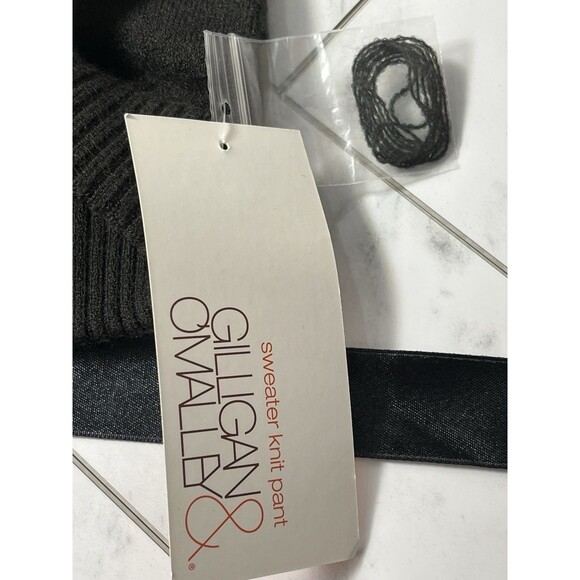 sweater knit pant
GILLIGAN &
O'MALLEY®